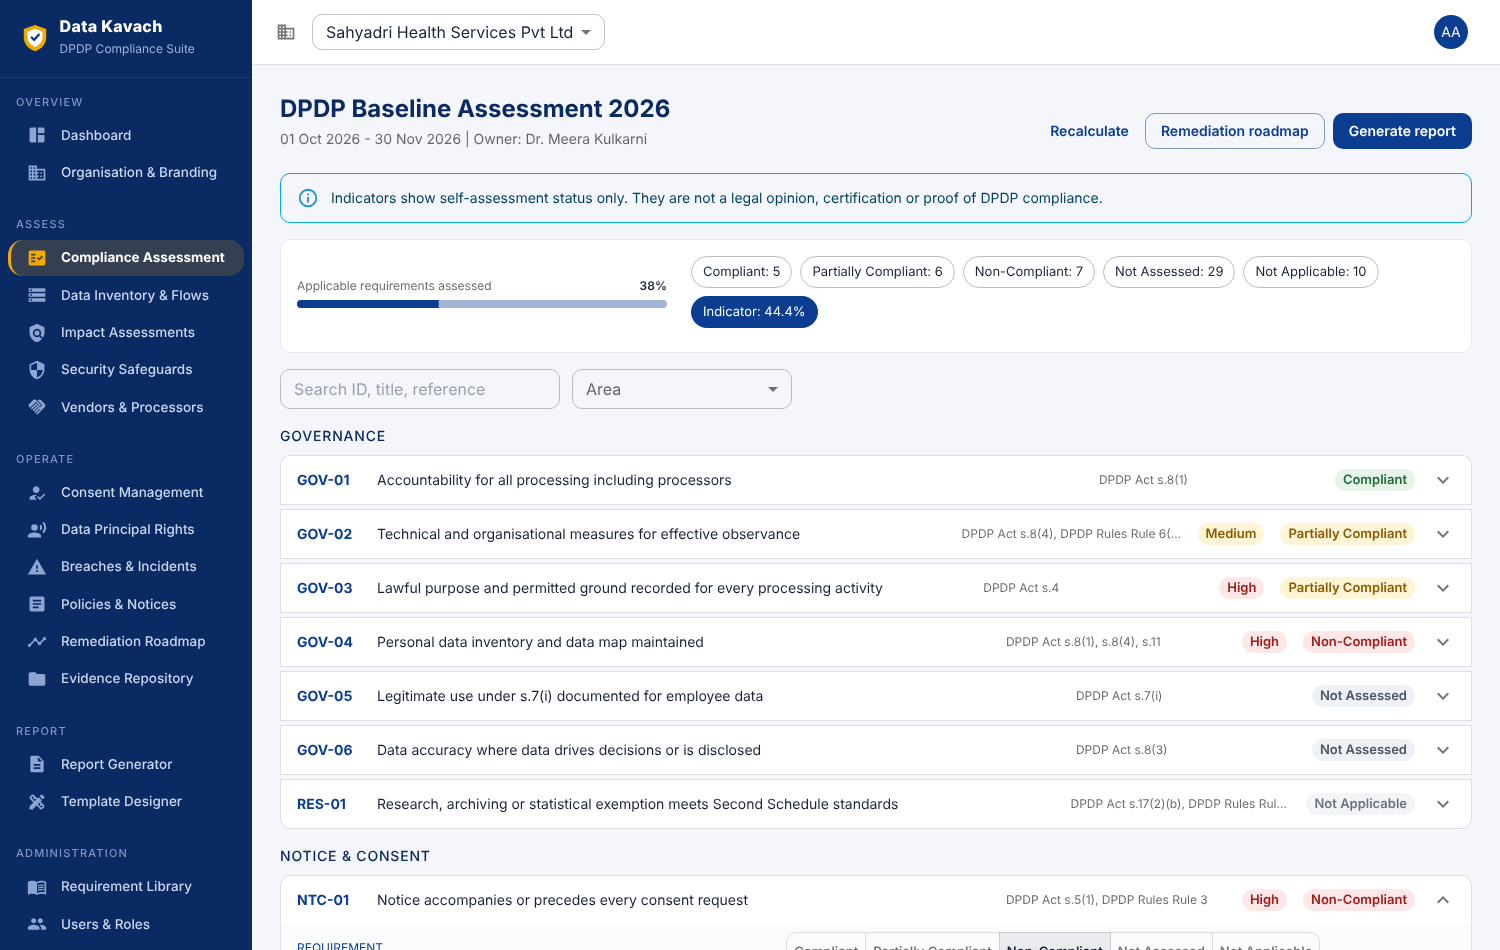 Data Kavach
DPDP Compliance Suite
OVERVIEW
Dashboard
Organisation & Branding
ASSESS
Compliance Assessment
Data Inventory & Flows
Impact Assessments
Security Safeguards
Vendors & Processors
OPERATE
Consent Management
Data Principal Rights
Breaches & Incidents
Policies & Notices
Remediation Roadmap
Evidence Repository
REPORT
Report Generator
Template Designer
ADMINISTRATION
Requirement Library
Users & Roles
Sahyadri Health Services Pvt Ltd
AA
DPDP Baseline Assessment 2026
01 Oct 2026 - 30 Nov 2026 | Owner: Dr. Meera Kulkarni
Recalculate
Remediation roadmap
Generate report
Indicators show self-assessment status only. They are not a legal opinion, certification or proof of DPDP compliance.
Applicable requirements assessed 38%
Compliant: 5 Partially Compliant: 6 Non-Compliant: 7 Not Assessed: 29 Not Applicable: 10
Indicator: 44.4%
Search ID, title, reference
Area
GOVERNANCE
GOV-01 Accountability for all processing including processors DPDP Act s.8(1) Compliant
GOV-02 Technical and organisational measures for effective observance DPDP Act s.8(4), DPDP Rules Rule 6(... Medium Partially Compliant
GOV-03 Lawful purpose and permitted ground recorded for every processing activity DPDP Act s.4 High Partially Compliant
GOV-04 Personal data inventory and data map maintained DPDP Act s.8(1), s.8(4), s.11 High Non-Compliant
GOV-05 Legitimate use under s.7(i) documented for employee data DPDP Act s.7(i) Not Assessed
GOV-06 Data accuracy where data drives decisions or is disclosed DPDP Act s.8(3) Not Assessed
RES-01 Research, archiving or statistical exemption meets Second Schedule standards DPDP Act s.17(2)(b), DPDP Rules Rul... Not Applicable
NOTICE & CONSENT
NTC-01 Notice accompanies or precedes every consent request DPDP Act s.5(1), DPDP Rules Rule 3 High Non-Compliant
REQUIREMENT
Compliant Partially Compliant Non-Compliant Not Assessed Not Applicable